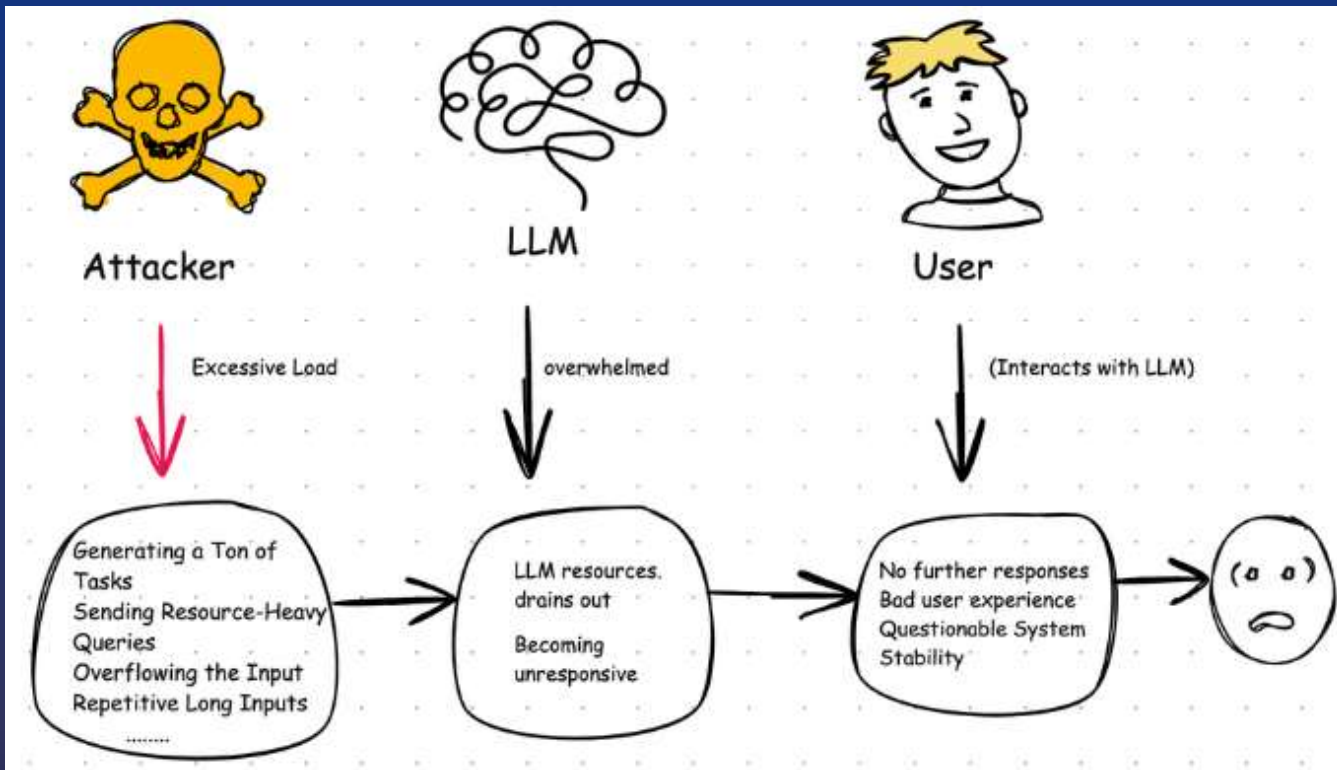 Attacker
LLM
User
Excessive Load
overwhelmed
(Interacts with LLM)
Generating a Ton of
Tasks
Sending Resource-Heavy
Queries
Overflowing the Input
Repetitive Long Inputs
........
LLM resources.
drains out
Becoming
unresponsive
No further responses
Bad user experience
Questionable System
Stability